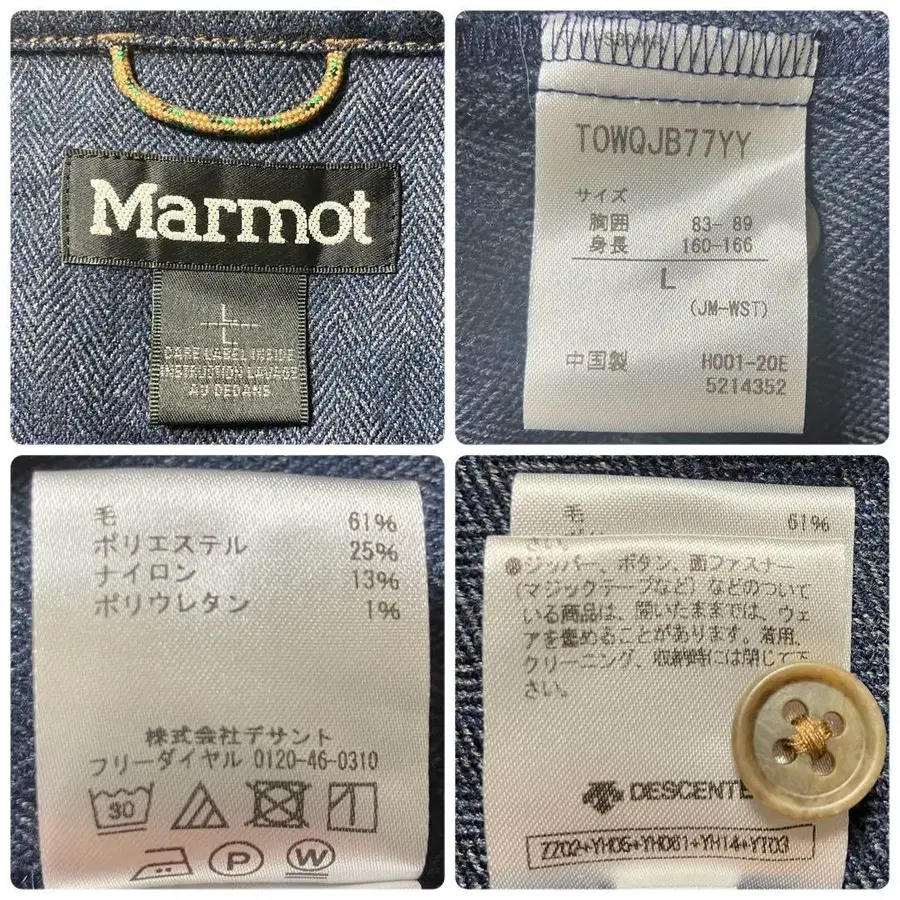 Marmot
L
CARE LABEL INSIDE
INSTRUCTION LAVAGE
AU DEDANS
TOWQJB77YY
サイズ
胸囲 83- 89
身長 160-166
L
(JM-WST)
中国製 H001-20E
5214352
毛 61%
ポリエステル 25%
ナイロン 13%
ポリウレタン 1%
株式会社デサント
フリーダイヤル 0120-46-0310
30
P
W
毛 61%
ジッパー、ボタン、面ファスナー
(マジックテープなど)などのついて
いる商品は、開いたままでは、ウェ
アを傷めることがあります。着用、
クリーニング、収納時には閉じて下
さい。
DESCENTE
ZZ02+YH05+YH061+YH14+YT03